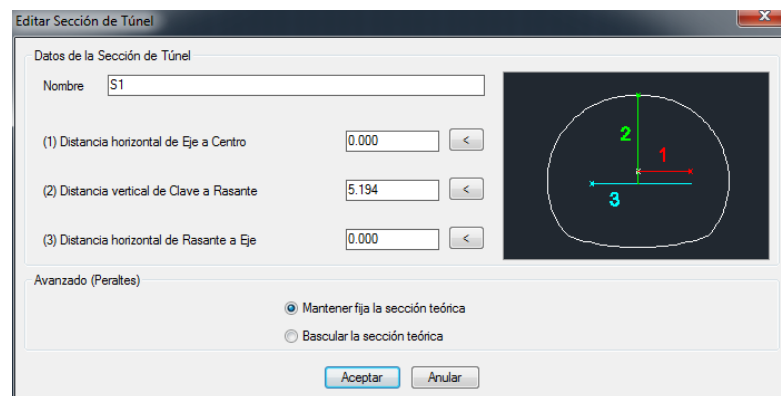 Editar Sección de Túnel
x
Datos de la Sección de Túnel
Nombre S1
(1) Distancia horizontal de Eje a Centro 0.000 <
(2) Distancia vertical de Clave a Rasante 5.194 <
(3) Distancia horizontal de Rasante a Eje 0.000 <
2
1
3
Avanzado (Peraltes)
Mantener fija la sección teórica
Bascular la sección teórica
Aceptar Anular